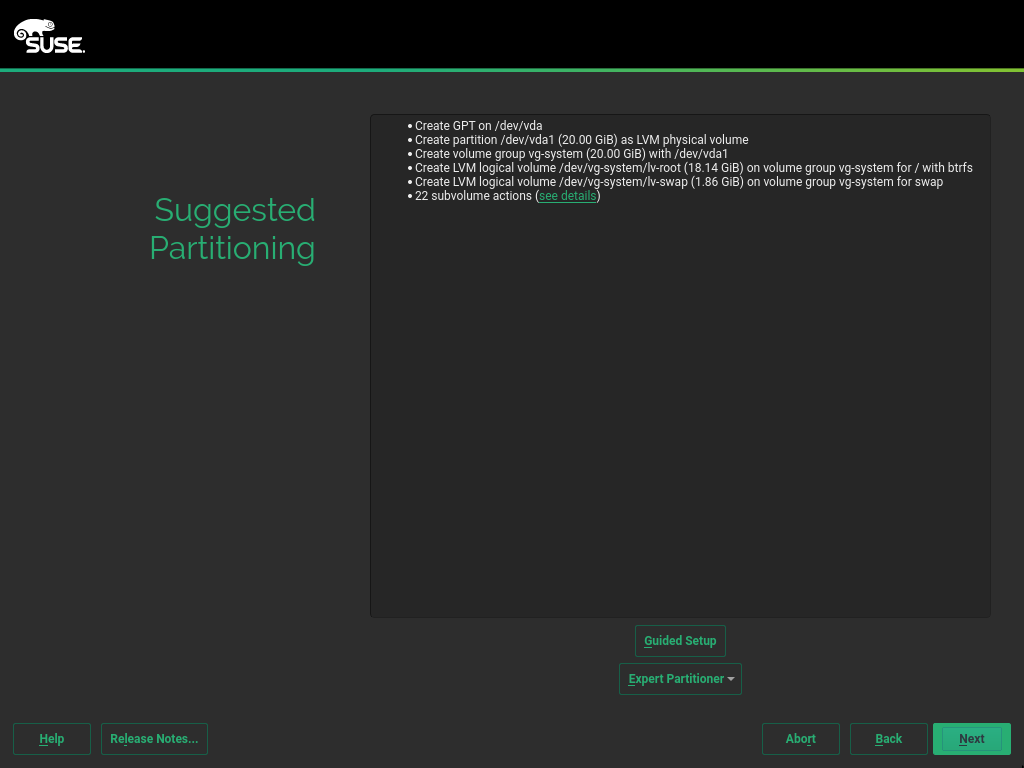 SUSE.
Suggested
Partitioning
• Create GPT on /dev/vda
• Create partition /dev/vda1 (20.00 GiB) as LVM physical volume
• Create volume group vg-system (20.00 GiB) with /dev/vda1
• Create LVM logical volume /dev/vg-system/lv-root (18.14 GiB) on volume group vg-system for / with btrfs
• Create LVM logical volume /dev/vg-system/lv-swap (1.86 GiB) on volume group vg-system for swap
• 22 subvolume actions (see details)
Guided Setup
Expert Partitioner
Help Release Notes... Abort Back Next